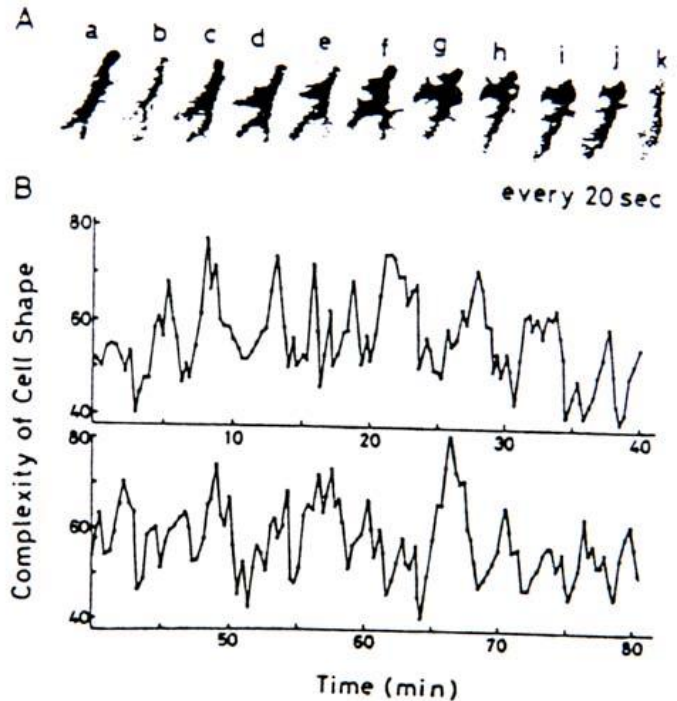 A
a b c d e f g h i j k
every 20 sec
B
80
60
40
10 20 30 40
80
60
40
50 60 70 80
Complexity of Cell Shape
Time (min)